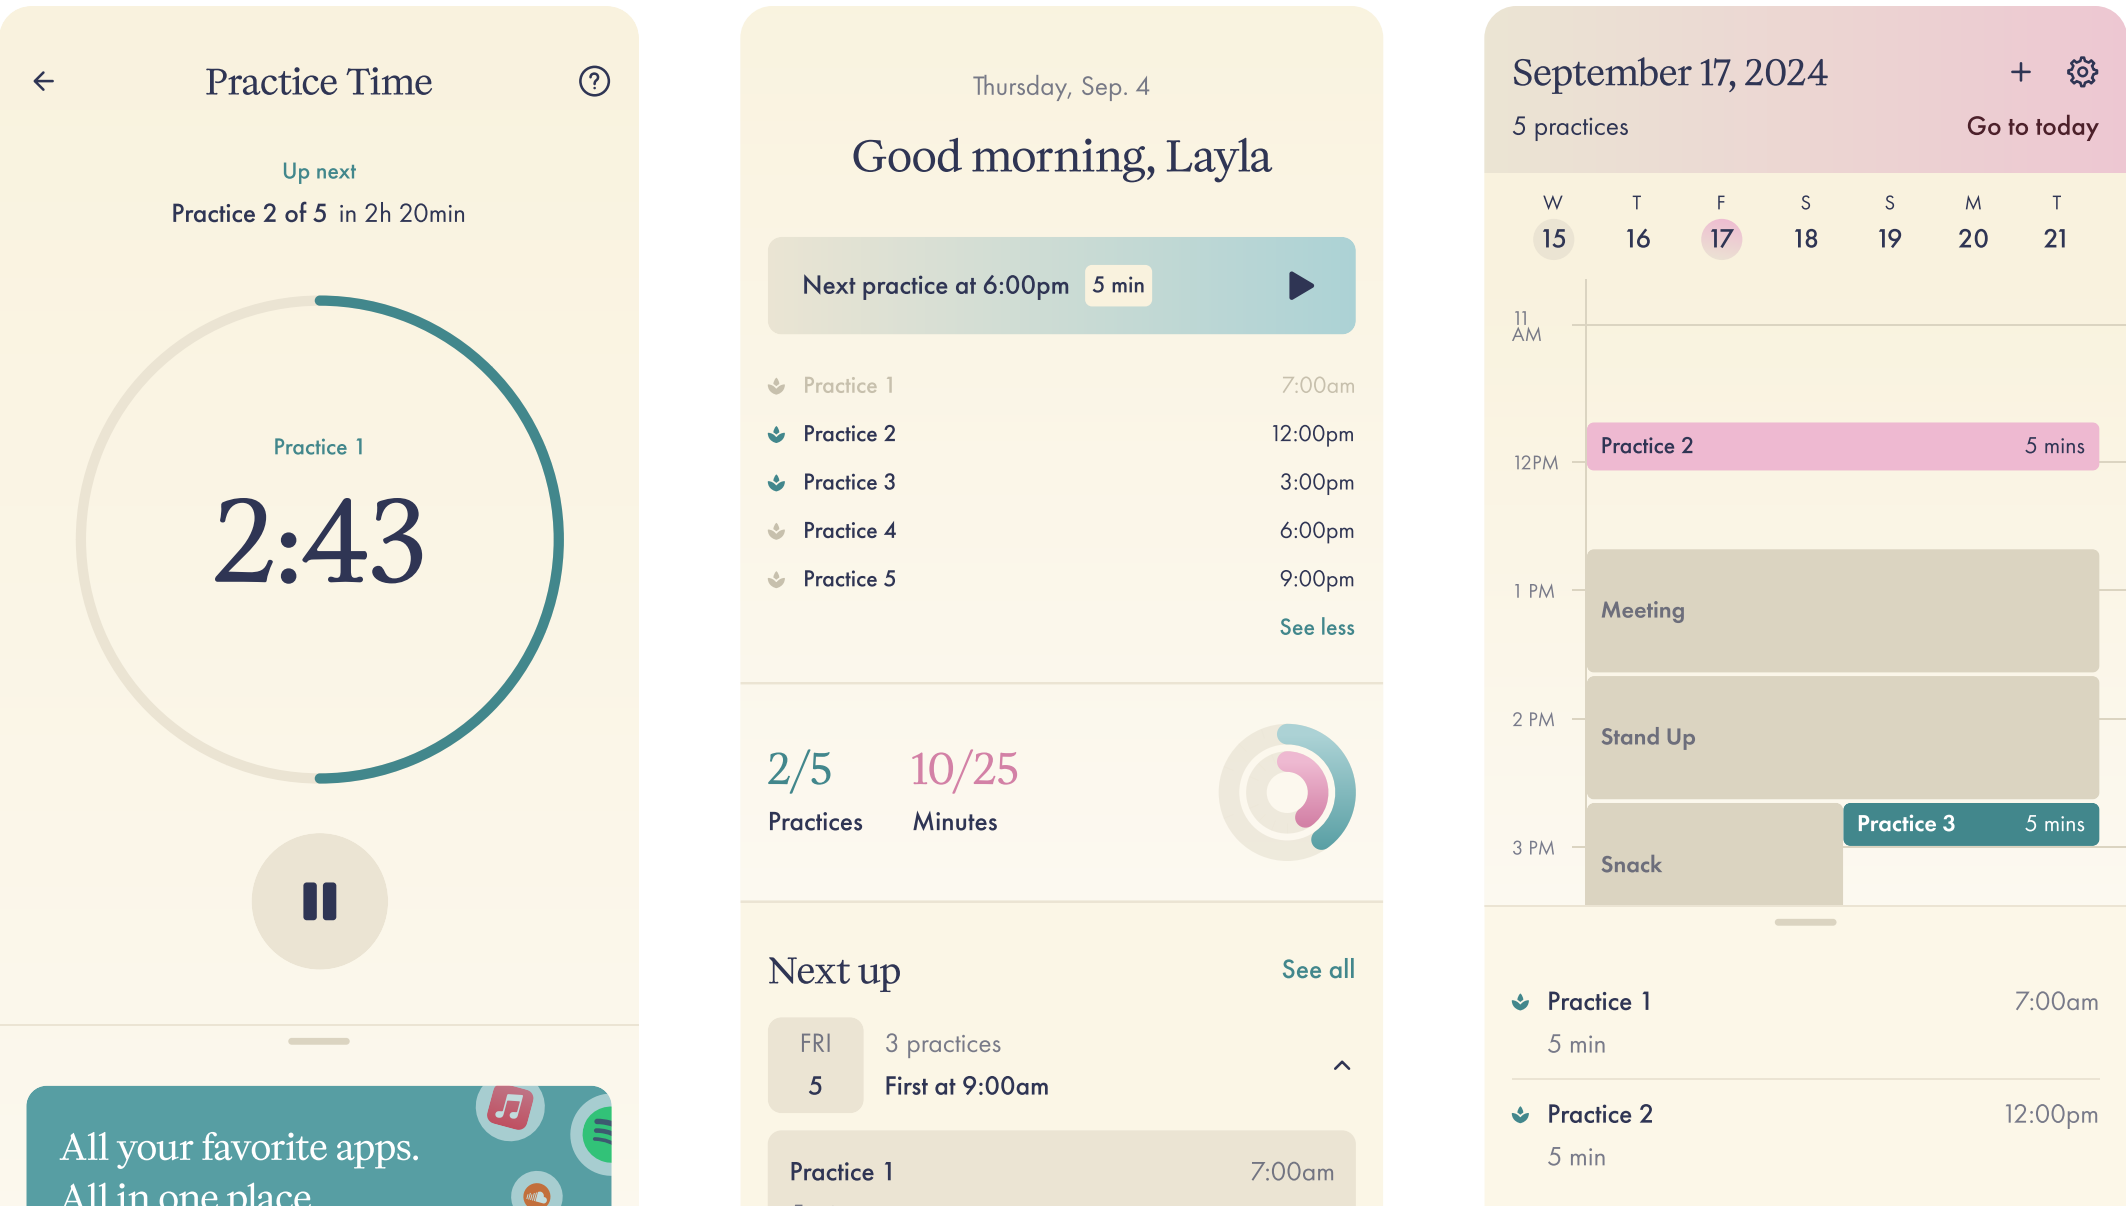 Practice Time
Up next
Practice 2 of 5 in 2h 20min
Practice 1
2:43
All your favorite apps.
All in one place
Thursday, Sep. 4
Good morning, Layla
Next practice at 6:00pm 5 min
Practice 1 7:00am
Practice 2 12:00pm
Practice 3 3:00pm
Practice 4 6:00pm
Practice 5 9:00pm
See less
2/5 10/25
Practices Minutes
Next up See all
FRI 3 practices
5 First at 9:00am
Practice 1 7:00am
September 17, 2024
5 practices Go to today
W T F S S M T
15 16 17 18 19 20 21
11
AM
Practice 2 5 mins
12PM
1 PM
Meeting
2 PM
Stand Up
Practice 3 5 mins
3 PM
Snack
Practice 1 7:00am
5 min
Practice 2 12:00pm
5 min